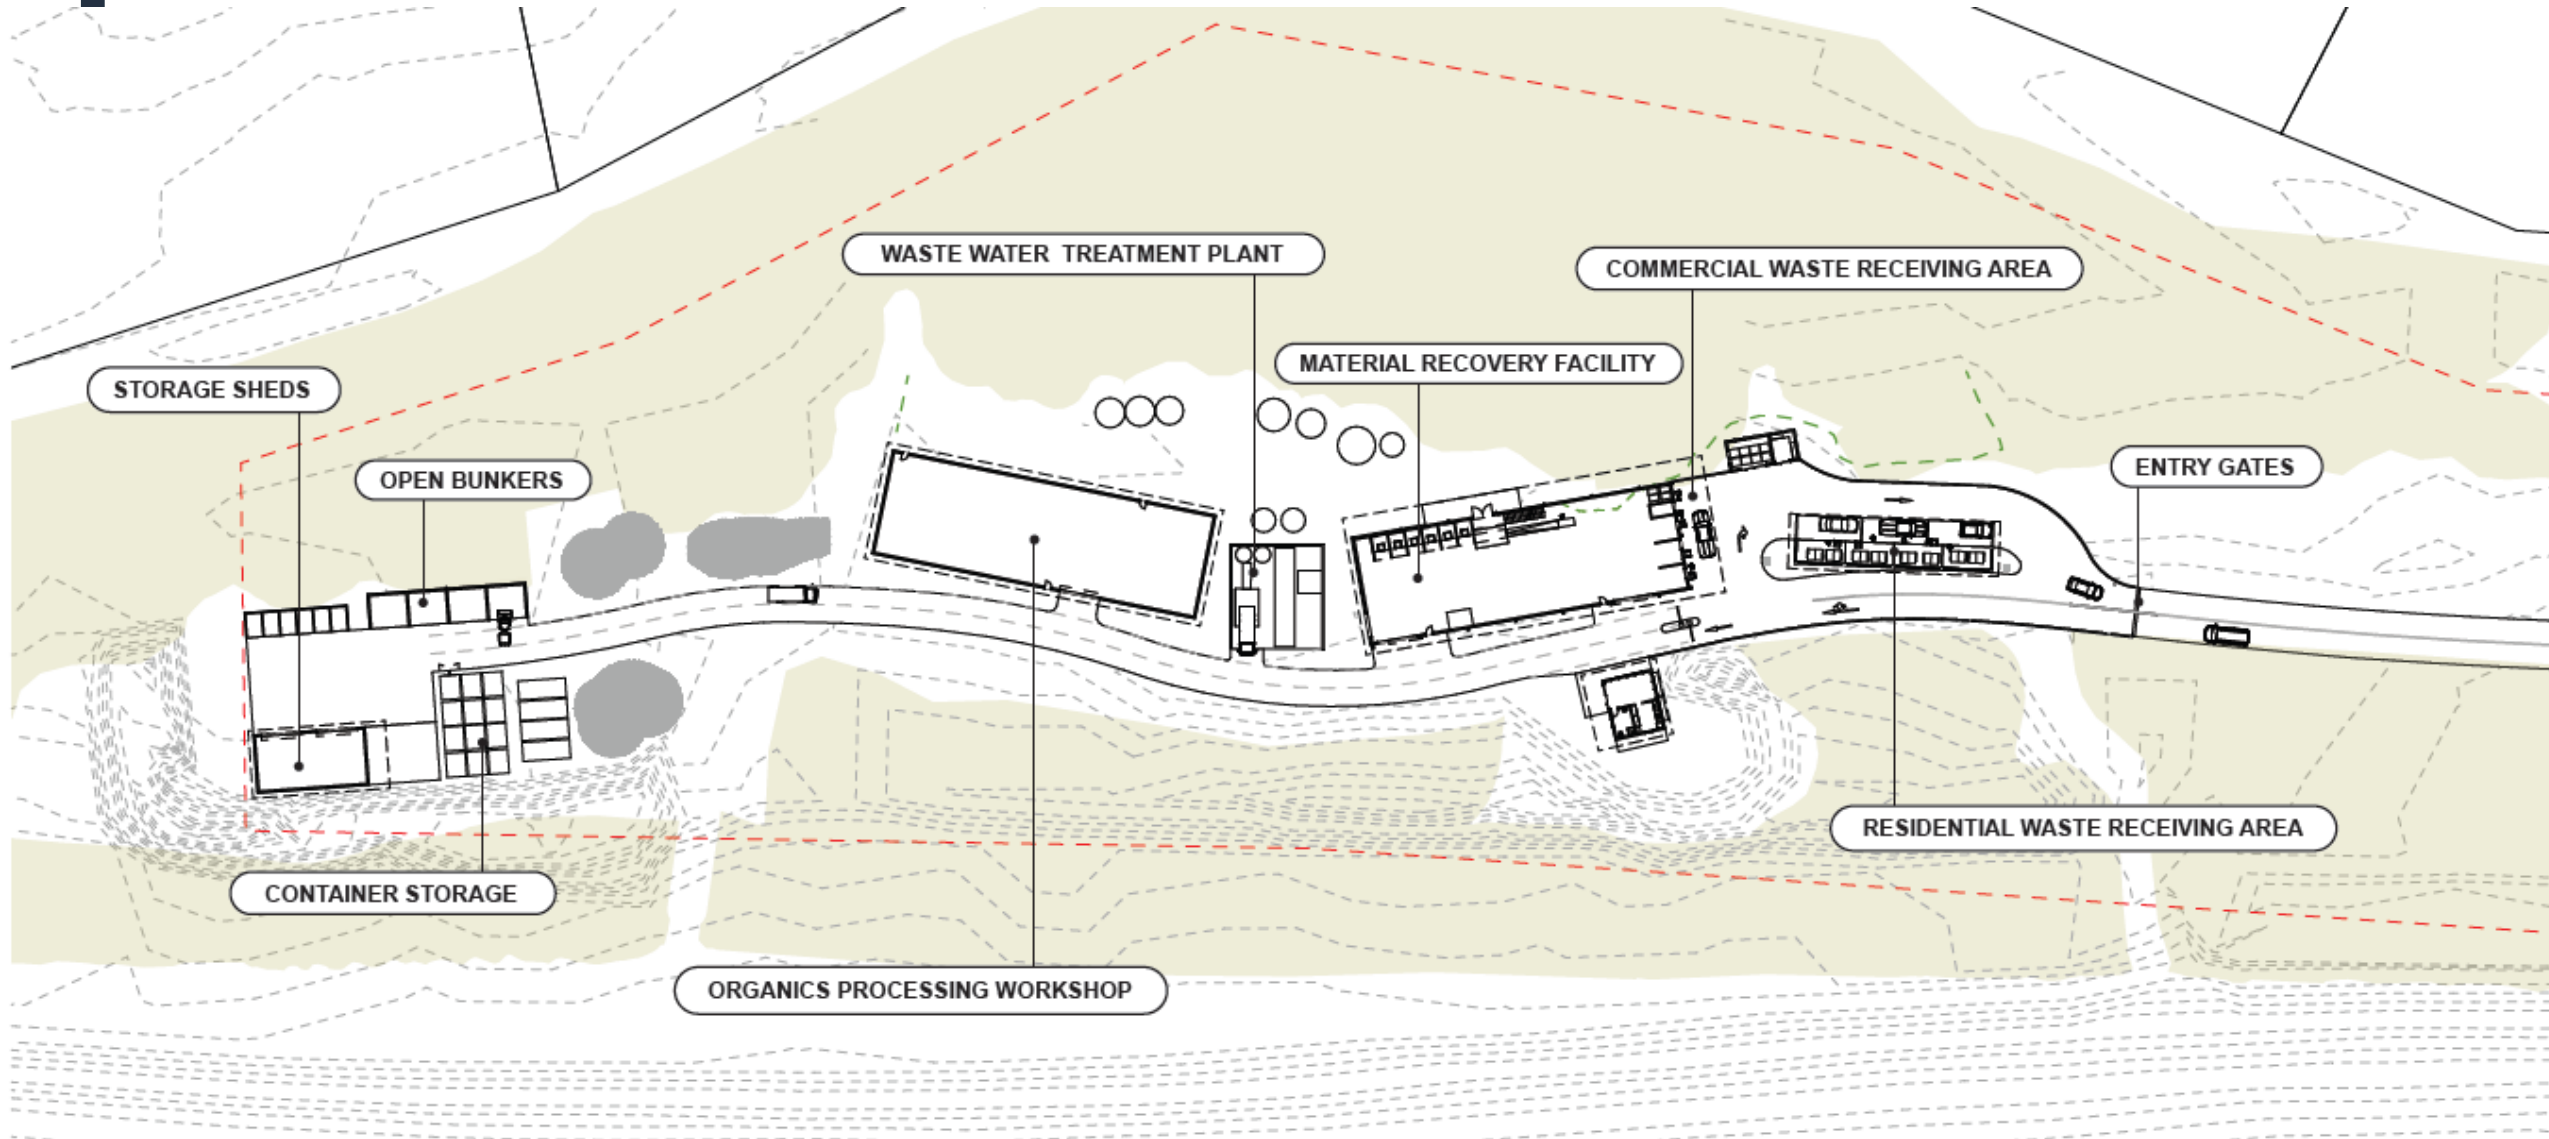 WASTE WATER TREATMENT PLANT
COMMERCIAL WASTE RECEIVING AREA
MATERIAL RECOVERY FACILITY
STORAGE SHEDS
OPEN BUNKERS
ENTRY GATES
RESIDENTIAL WASTE RECEIVING AREA
CONTAINER STORAGE
ORGANICS PROCESSING WORKSHOP